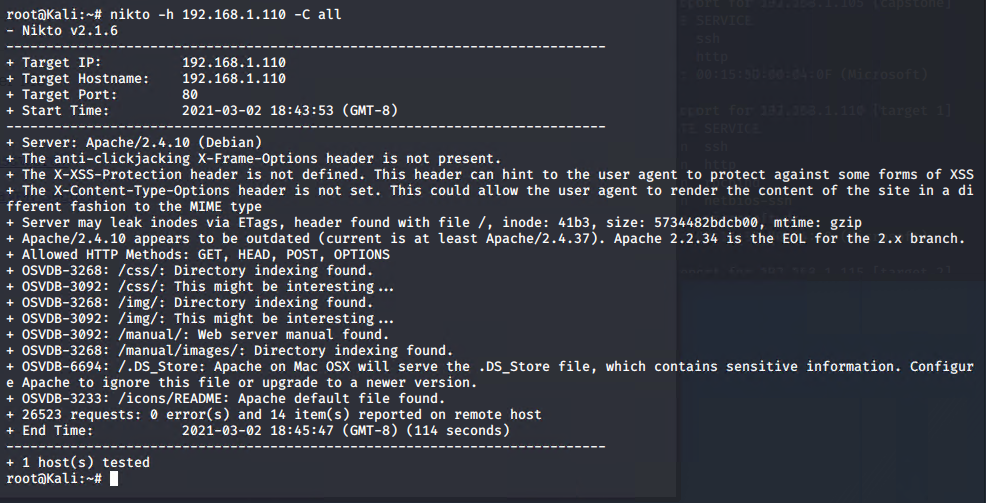 root@Kali:~# nikto -h 192.168.1.110 -C all
- Nikto v2.1.6
---------------------------------------------------------------------------
+ Target IP:          192.168.1.110
+ Target Hostname:    192.168.1.110
+ Target Port:        80
+ Start Time:         2021-03-02 18:43:53 (GMT-8)
---------------------------------------------------------------------------
+ Server: Apache/2.4.10 (Debian)
+ The anti-clickjacking X-Frame-Options header is not present.
+ The X-XSS-Protection header is not defined. This header can hint to the user agent to protect against some forms of XSS
+ The X-Content-Type-Options header is not set. This could allow the user agent to render the content of the site in a di
fferent fashion to the MIME type
+ Server may leak inodes via ETags, header found with file /, inode: 41b3, size: 5734482bdcb00, mtime: gzip
+ Apache/2.4.10 appears to be outdated (current is at least Apache/2.4.37). Apache 2.2.34 is the EOL for the 2.x branch.
+ Allowed HTTP Methods: GET, HEAD, POST, OPTIONS
+ OSVDB-3268: /css/: Directory indexing found.
+ OSVDB-3092: /css/: This might be interesting...
+ OSVDB-3268: /img/: Directory indexing found.
+ OSVDB-3092: /img/: This might be interesting...
+ OSVDB-3092: /manual/: Web server manual found.
+ OSVDB-3268: /manual/images/: Directory indexing found.
+ OSVDB-6694: /.DS_Store: Apache on Mac OSX will serve the .DS_Store file, which contains sensitive information. Configur
e Apache to ignore this file or upgrade to a newer version.
+ OSVDB-3233: /icons/README: Apache default file found.
+ 26523 requests: 0 error(s) and 14 item(s) reported on remote host
+ End Time:           2021-03-02 18:45:47 (GMT-8) (114 seconds)
---------------------------------------------------------------------------
+ 1 host(s) tested
root@Kali:~#